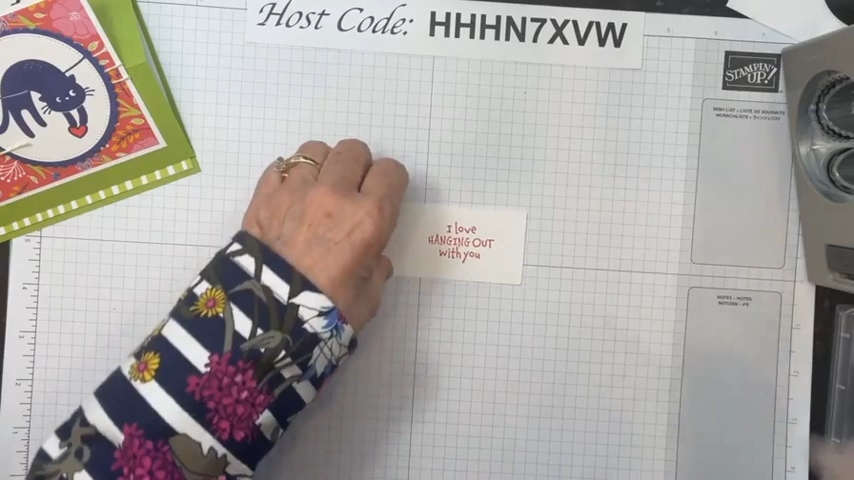 Host Code: HHHN7XVW
STAMPIN' UP!
I love
HANGING OUT
with you